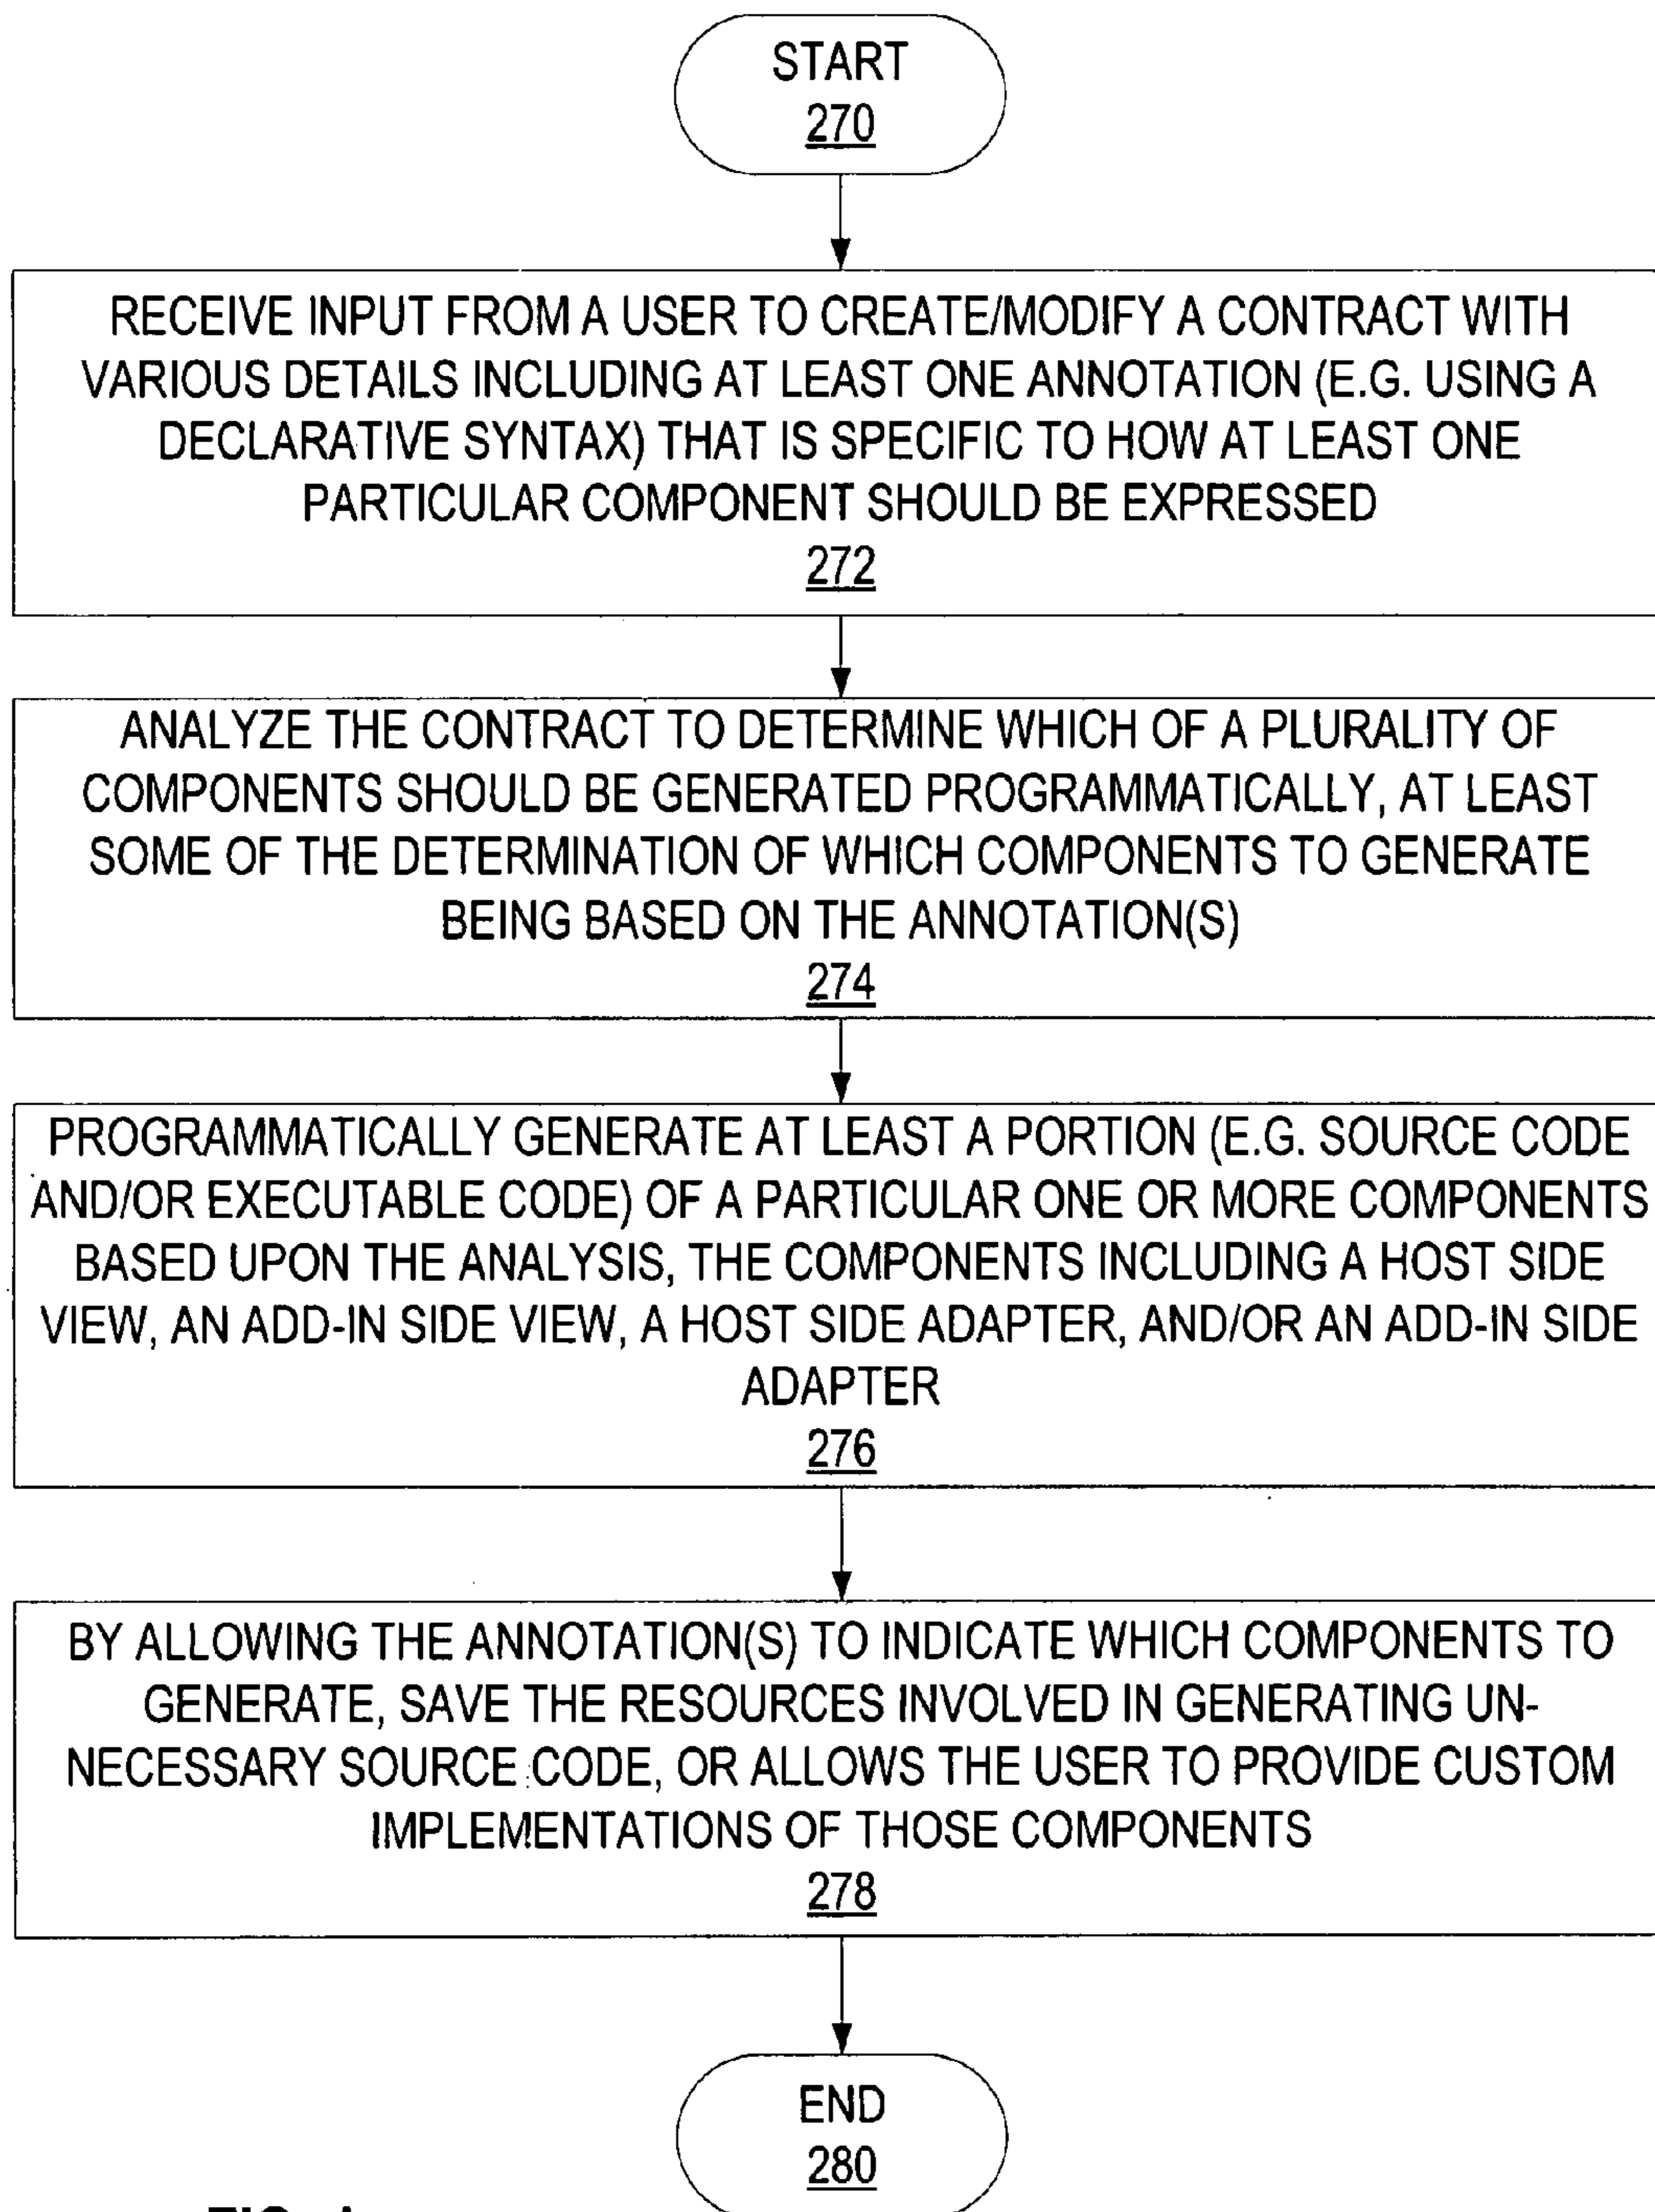 START
270
RECEIVE INPUT FROM A USER TO CREATE/MODIFY A CONTRACT WITH
VARIOUS DETAILS INCLUDING AT LEAST ONE ANNOTATION (E.G. USING A
DECLARATIVE SYNTAX) THAT IS SPECIFIC TO HOW AT LEAST ONE
PARTICULAR COMPONENT SHOULD BE EXPRESSED
272
ANALYZE THE CONTRACT TO DETERMINE WHICH OF A PLURALITY OF
COMPONENTS SHOULD BE GENERATED PROGRAMMATICALLY, AT LEAST
SOME OF THE DETERMINATION OF WHICH COMPONENTS TO GENERATE
BEING BASED ON THE ANNOTATION(S)
274
PROGRAMMATICALLY GENERATE AT LEAST A PORTION (E.G. SOURCE CODE
AND/OR EXECUTABLE CODE) OF A PARTICULAR ONE OR MORE COMPONENTS
BASED UPON THE ANALYSIS, THE COMPONENTS INCLUDING A HOST SIDE
VIEW, AN ADD-IN SIDE VIEW, A HOST SIDE ADAPTER, AND/OR AN ADD-IN SIDE
ADAPTER
276
BY ALLOWING THE ANNOTATION(S) TO INDICATE WHICH COMPONENTS TO
GENERATE, SAVE THE RESOURCES INVOLVED IN GENERATING UN-
NECESSARY SOURCE CODE, OR ALLOWS THE USER TO PROVIDE CUSTOM
IMPLEMENTATIONS OF THOSE COMPONENTS
278
END
280